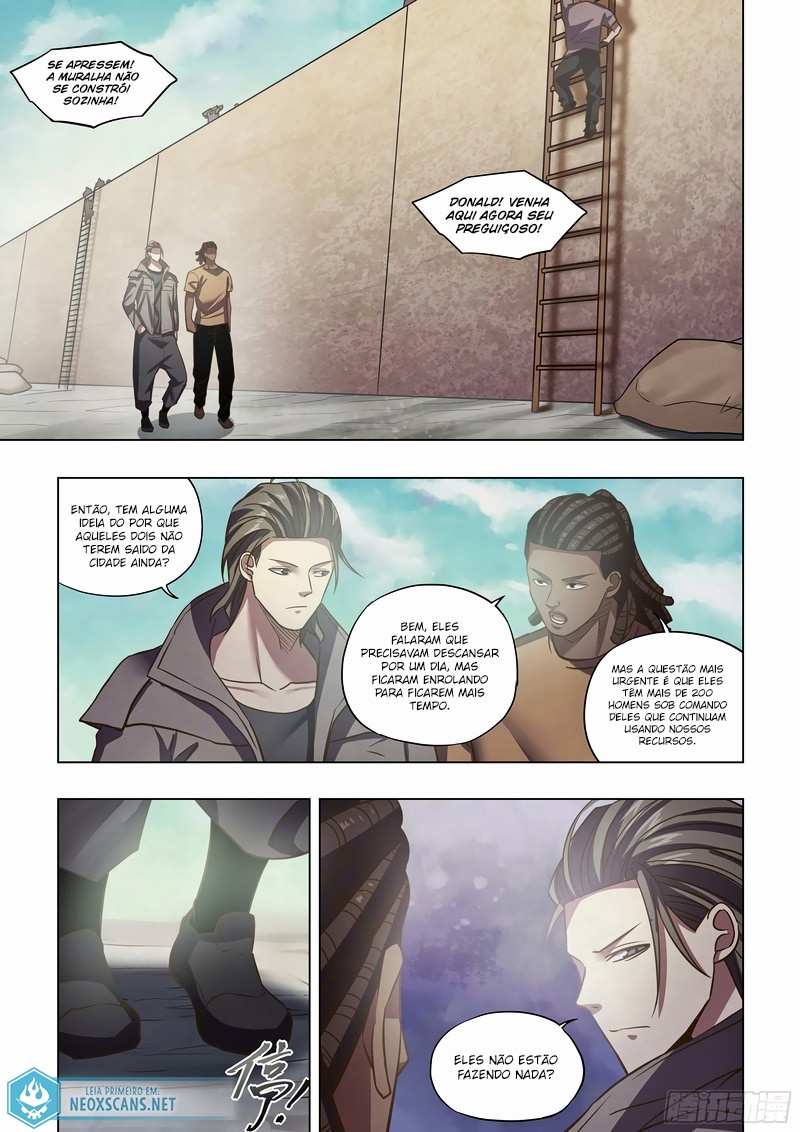 SE APRESSEM!
A MURALHA NÃO
SE CONSTRÓI
SOZINHA!
DONALD! VENHA
AQUI AGORA SEU
PREGUIÇOSO!
ENTÃO, TEM ALGUMA
IDEIA DO POR QUE
AQUELES DOIS NÃO
TEREM SAIDO DA
CIDADE AINDA?
BEM, ELES
FALARAM QUE
PRECISAVAM DESCANSAR
POR UM DIA, MAS
FICARAM ENROLANDO
PARA FICAREM MAIS
TEMPO.
MAS A QUESTÃO MAIS
URGENTE É QUE ELES
TÊM MAIS DE 200
HOMENS SOB COMANDO
DELES QUE CONTINUAM
USANDO NOSSOS
RECURSOS.
停!
ELES NÃO ESTÃO
FAZENDO NADA?
LEIA PRIMEIRO EM:
NEOXSCANS.NET
腾讯动漫